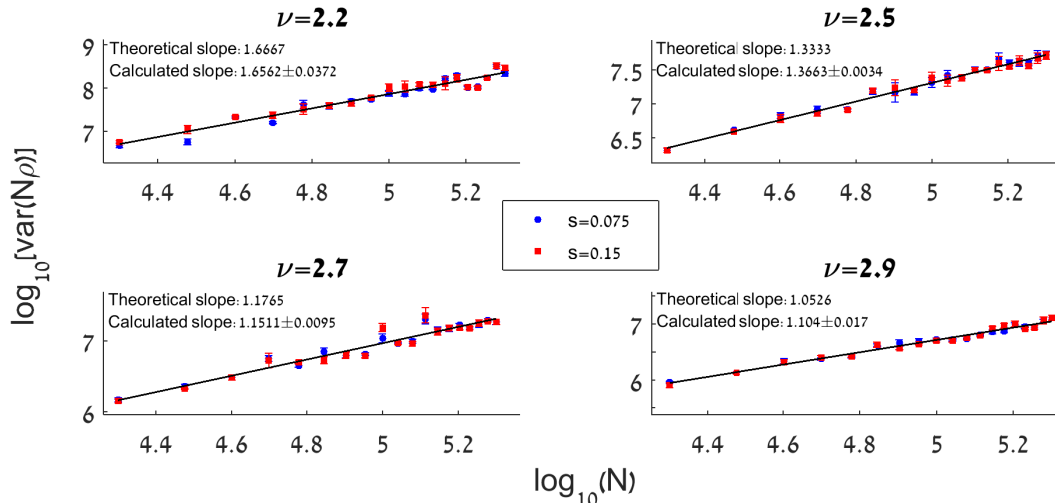 ν=2.2
Theoretical slope: 1.6667
Calculated slope: 1.6562±0.0372
9
8
7
4.4 4.6 4.8 5 5.2
ν=2.5
Theoretical slope: 1.3333
Calculated slope: 1.3663±0.0034
7.5
7
6.5
4.4 4.6 4.8 5 5.2
log10[var(Nρ)]
s=0.075
s=0.15
ν=2.7
Theoretical slope: 1.1765
Calculated slope: 1.1511±0.0095
7
6
4.4 4.6 4.8 5 5.2
ν=2.9
Theoretical slope: 1.0526
Calculated slope: 1.104±0.017
7
6
4.4 4.6 4.8 5 5.2
log10(N)